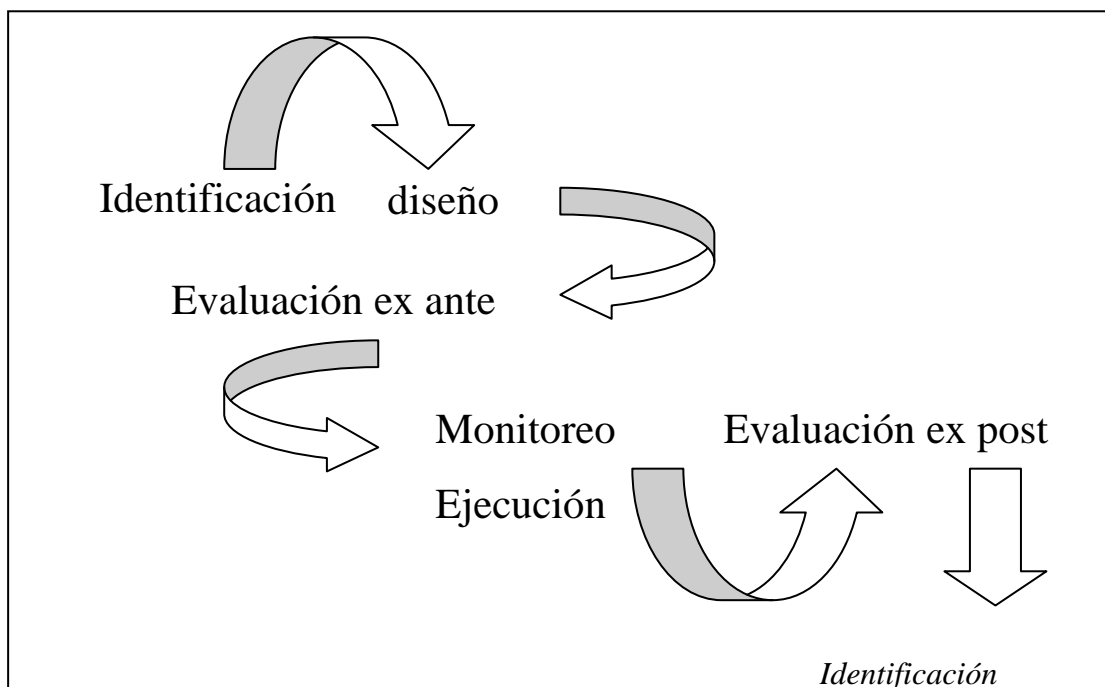 Identificación diseño
Evaluación ex ante
Monitoreo Evaluación ex post
Ejecución
Identificación